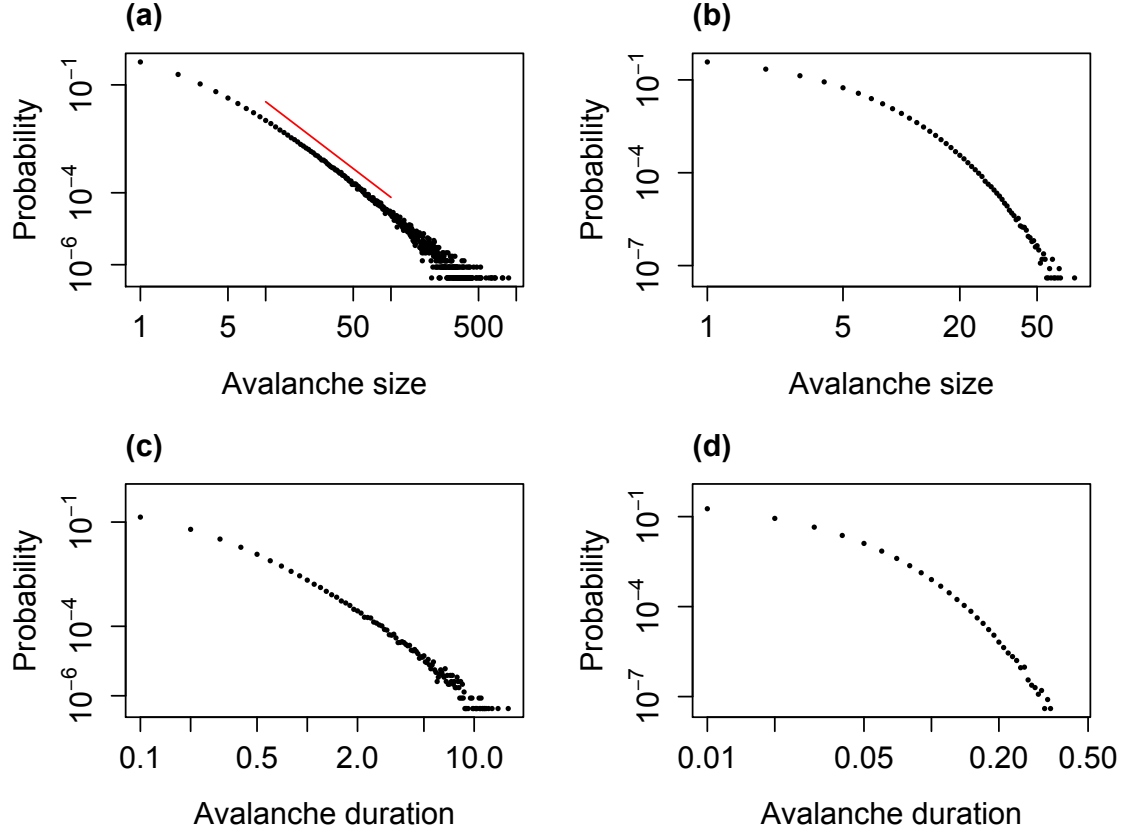 (a)
Probability
10⁻¹
10⁻⁴
10⁻⁶
1 5 50 500
Avalanche size
(b)
Probability
10⁻¹
10⁻⁴
10⁻⁷
1 5 20 50
Avalanche size
(c)
Probability
10⁻¹
10⁻⁴
10⁻⁶
0.1 0.5 2.0 10.0
Avalanche duration
(d)
Probability
10⁻¹
10⁻⁴
10⁻⁷
0.01 0.05 0.20 0.50
Avalanche duration